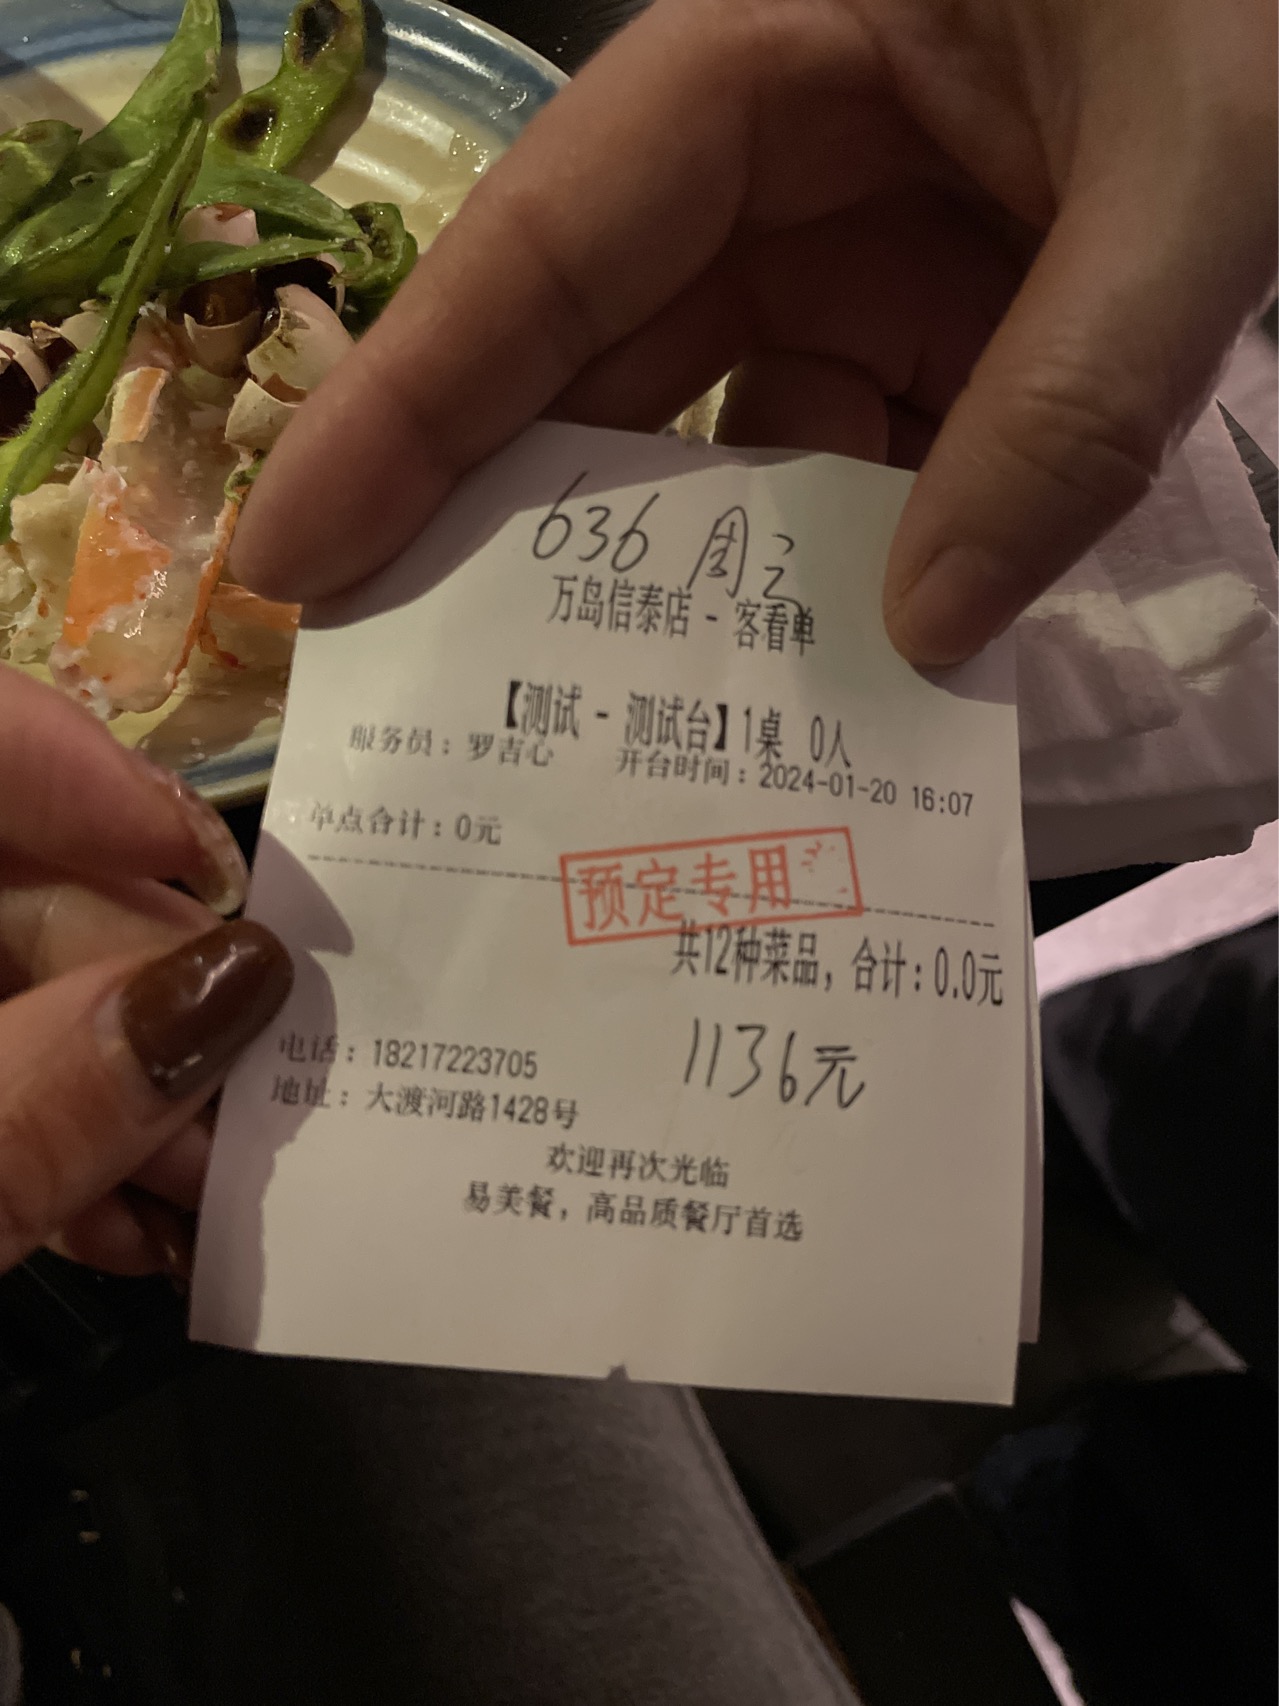 636 周云
万岛信泰店 - 客看单
【测试 - 测试台】1桌 0人
服务员：罗吉心 开台时间：2024-01-20 16:07
单点合计：0元
预定专用
共12种菜品，合计：0.0元
1136元
电话：18217223705
地址：大渡河路1428号
欢迎再次光临
易美餐，高品质餐厅首选